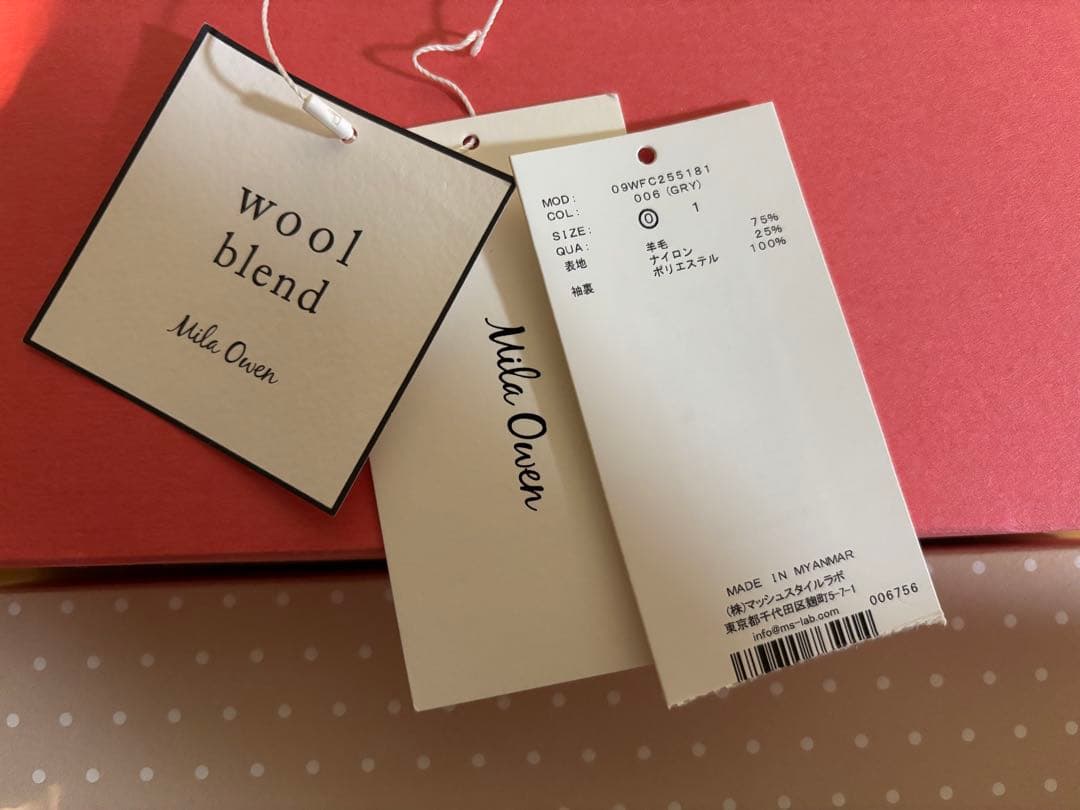 wool
blend
Mila Owen
Mila Owen
MOD: 09WFC255181
COL: 006 (GRY)
SIZE: 0 1
QUA:
表地 羊毛 75%
ナイロン 25%
袖裏 ポリエステル 100%
MADE IN MYANMAR
(株)マッシュスタイルラボ
東京都千代田区麹町5-7-1
info@ms-lab.com 006756